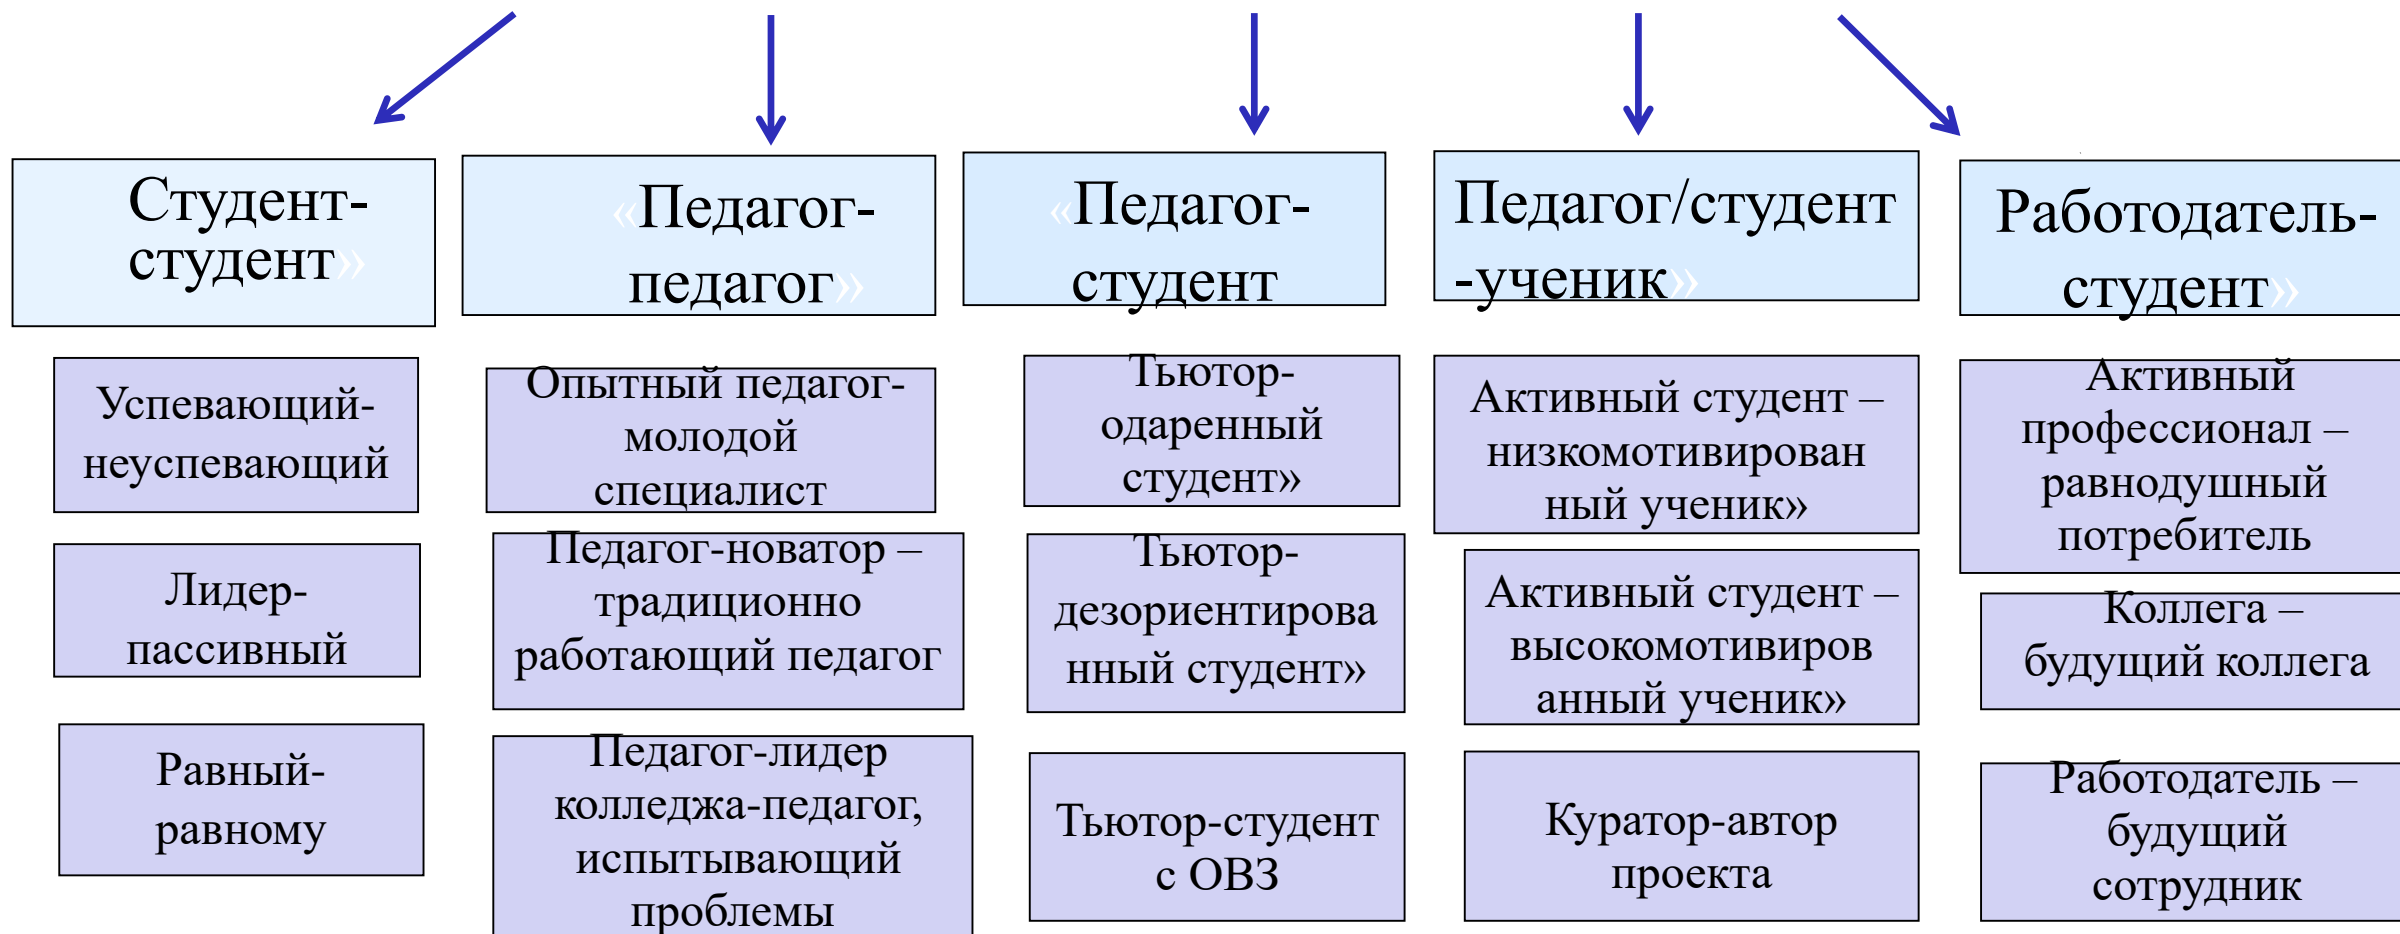 Студент-
студент»
«Педагог-
педагог»
«Педагог-
студент
Педагог/студент
-ученик»
Работодатель-
студент»
Успевающий-
неуспевающий
Лидер-
пассивный
Равный-
равному
Опытный педагог-
молодой
специалист
Педагог-новатор –
традиционно
работающий педагог
Педагог-лидер
колледжа-педагог,
испытывающий
проблемы
Тьютор-
одаренный
студент»
Тьютор-
дезориентирова
нный студент»
Тьютор-студент
с ОВЗ
Активный студент –
низкомотивирован
ный ученик»
Активный студент –
высокомотивиров
анный ученик»
Куратор-автор
проекта
Активный
профессионал –
равнодушный
потребитель
Коллега –
будущий коллега
Работодатель –
будущий
сотрудник